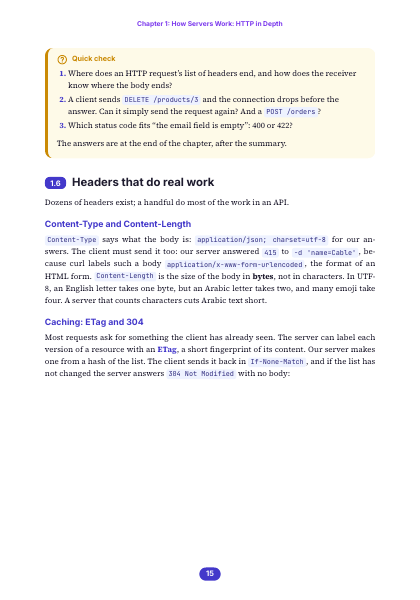 Chapter 1: How Servers Work: HTTP in Depth
Quick check
1. Where does an HTTP request's list of headers end, and how does the receiver
know where the body ends?
2. A client sends DELETE /products/3 and the connection drops before the
answer. Can it simply send the request again? And a POST /orders?
3. Which status code fits “the email field is empty”: 400 or 422?
The answers are at the end of the chapter, after the summary.
1.6 Headers that do real work
Dozens of headers exist; a handful do most of the work in an API.
Content-Type and Content-Length
Content-Type says what the body is: application/json; charset=utf-8 for our an-
swers. The client must send it too: our server answered 415 to -d 'name=Cable', be-
cause curl labels such a body application/x-www-form-urlencoded, the format of an
HTML form. Content-Length is the size of the body in bytes, not in characters. In UTF-
8, an English letter takes one byte, but an Arabic letter takes two, and many emoji take
four. A server that counts characters cuts Arabic text short.
Caching: ETag and 304
Most requests ask for something the client has already seen. The server can label each
version of a resource with an ETag, a short fingerprint of its content. Our server makes
one from a hash of the list. The client sends it back in If-None-Match, and if the list has
not changed the server answers 304 Not Modified with no body:
15